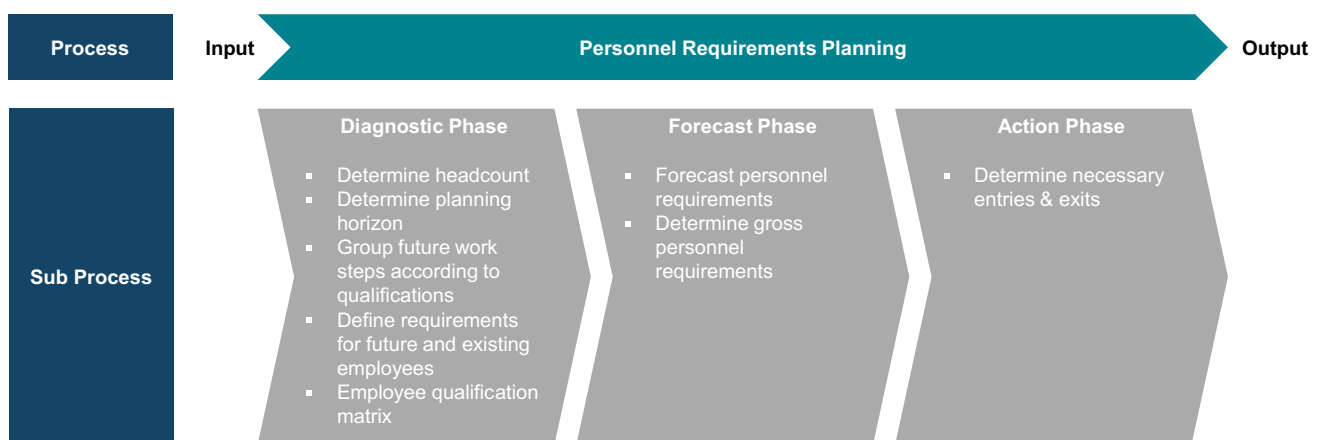 Process
Input
Personnel Requirements Planning
Output
Sub Process
Diagnostic Phase
▪ Determine headcount
▪ Determine planning
horizon
▪ Group future work
steps according to
qualifications
▪ Define requirements
for future and existing
employees
▪ Employee qualification
matrix
Forecast Phase
▪ Forecast personnel
requirements
▪ Determine gross
personnel
requirements
Action Phase
▪ Determine necessary
entries & exits